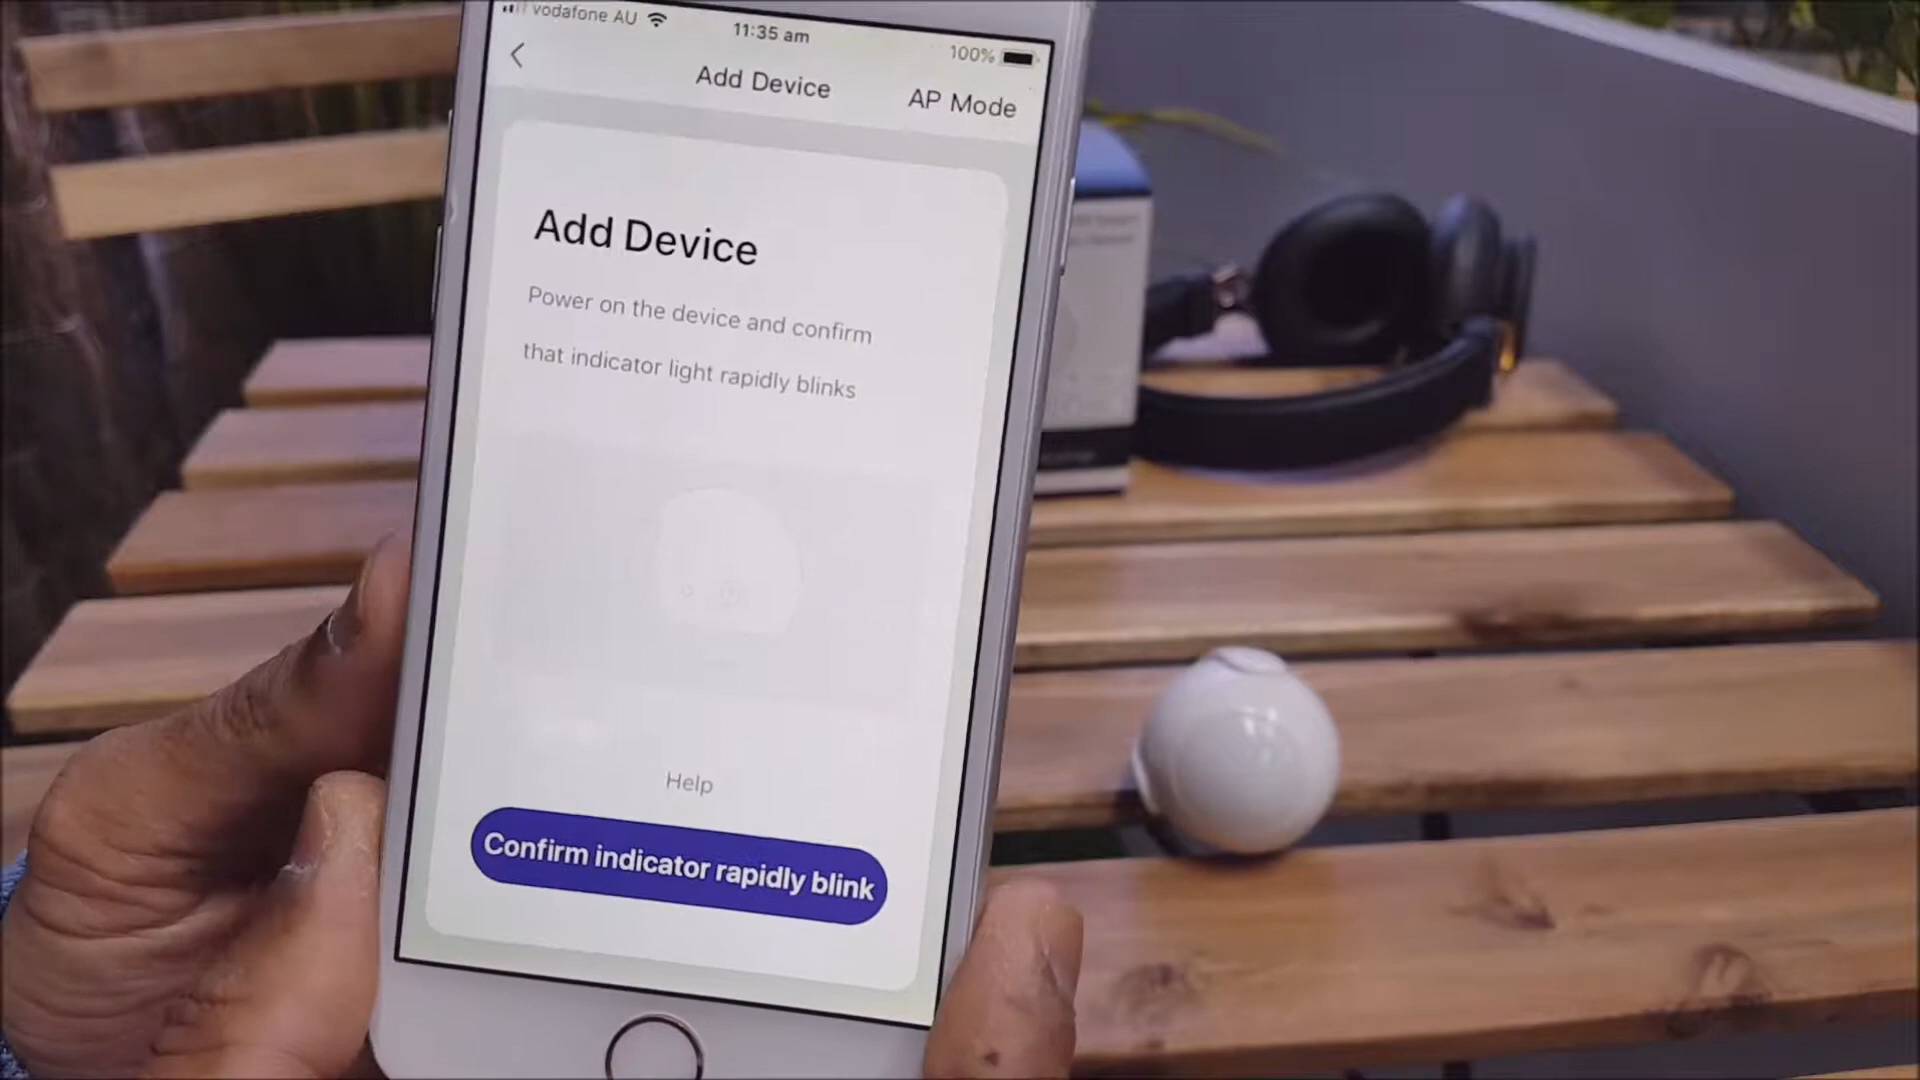 vodafone AU
11:35 am
100%
Add Device
AP Mode
Add Device
Power on the device and confirm
that indicator light rapidly blinks
Help
Confirm indicator rapidly blink